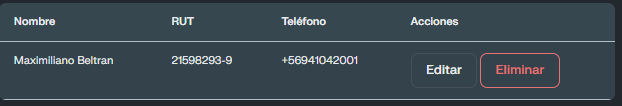 Nombre RUT Teléfono Acciones
Maximiliano Beltran 21598293-9 +56941042001 Editar Eliminar